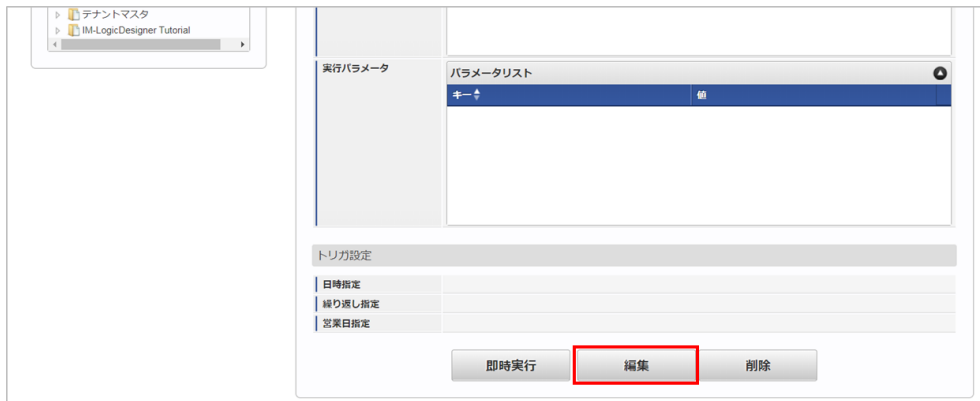 テナントマスタ
IM-LogicDesigner Tutorial
実行パラメータ
パラメータリスト
キー 値
トリガ設定
日時指定
繰り返し指定
営業日指定
即時実行 編集 削除